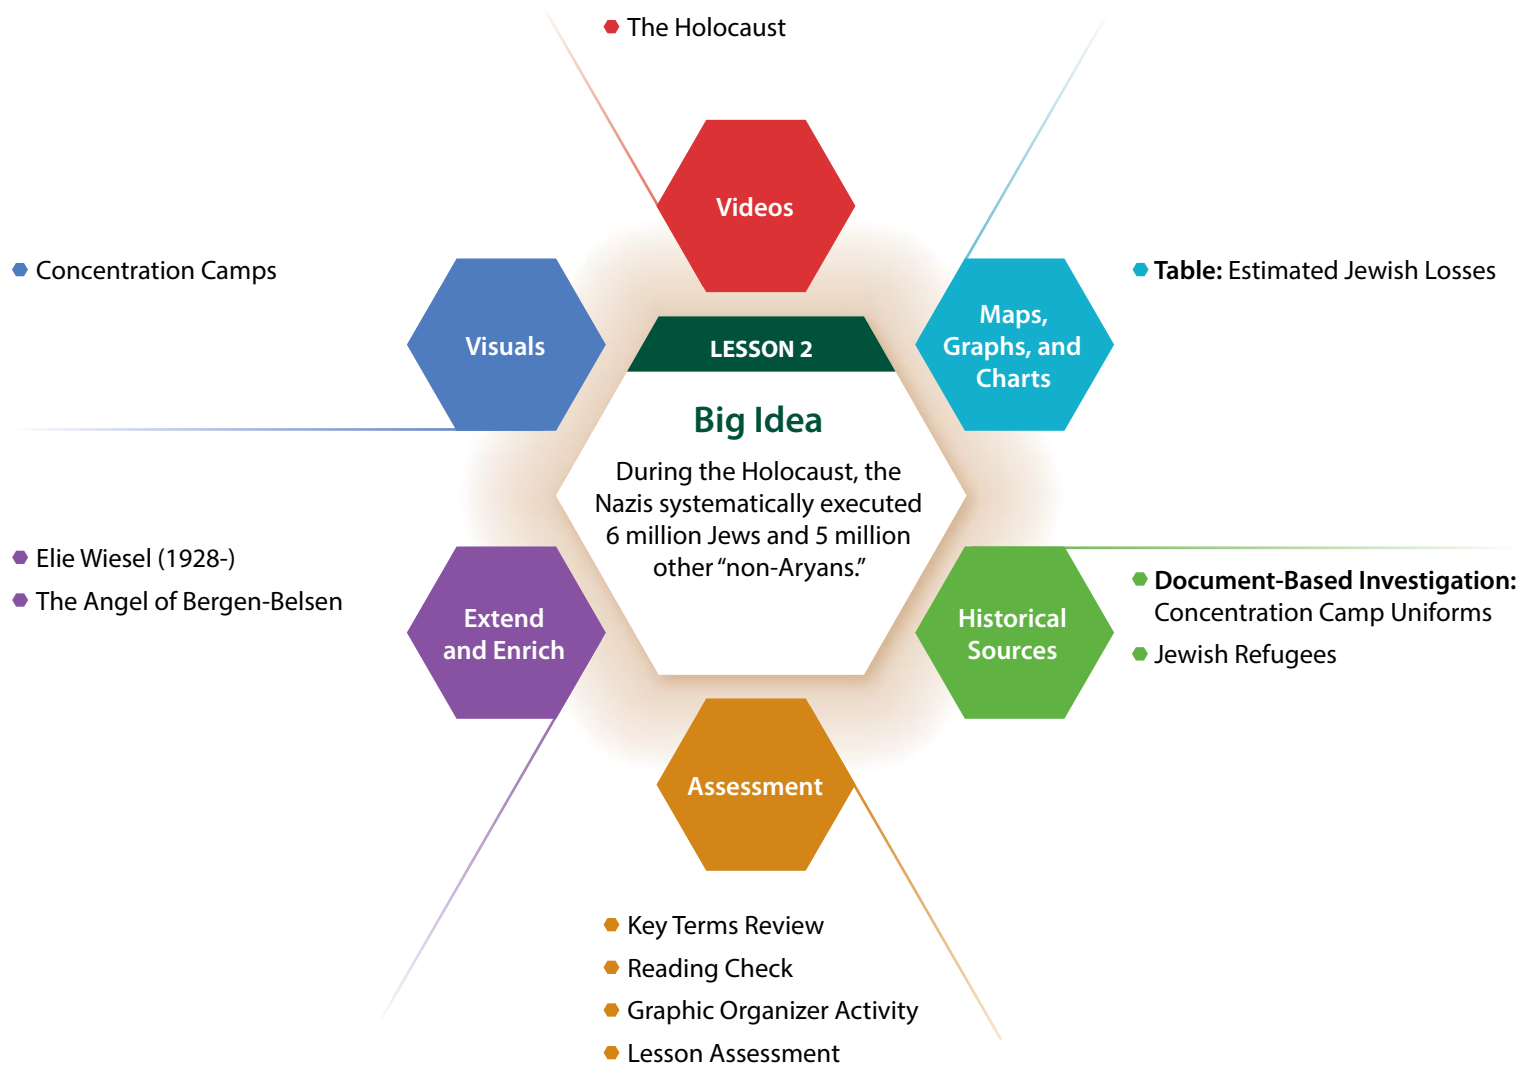 The Holocaust
Videos
Concentration Camps
Visuals
Table: Estimated Jewish Losses
Maps,
Graphs, and
Charts
LESSON 2
Big Idea
During the Holocaust, the
Nazis systematically executed
6 million Jews and 5 million
other “non-Aryans.”
Elie Wiesel (1928-)
The Angel of Bergen-Belsen
Extend
and Enrich
Historical
Sources
Document-Based Investigation:
Concentration Camp Uniforms
Jewish Refugees
Assessment
Key Terms Review
Reading Check
Graphic Organizer Activity
Lesson Assessment